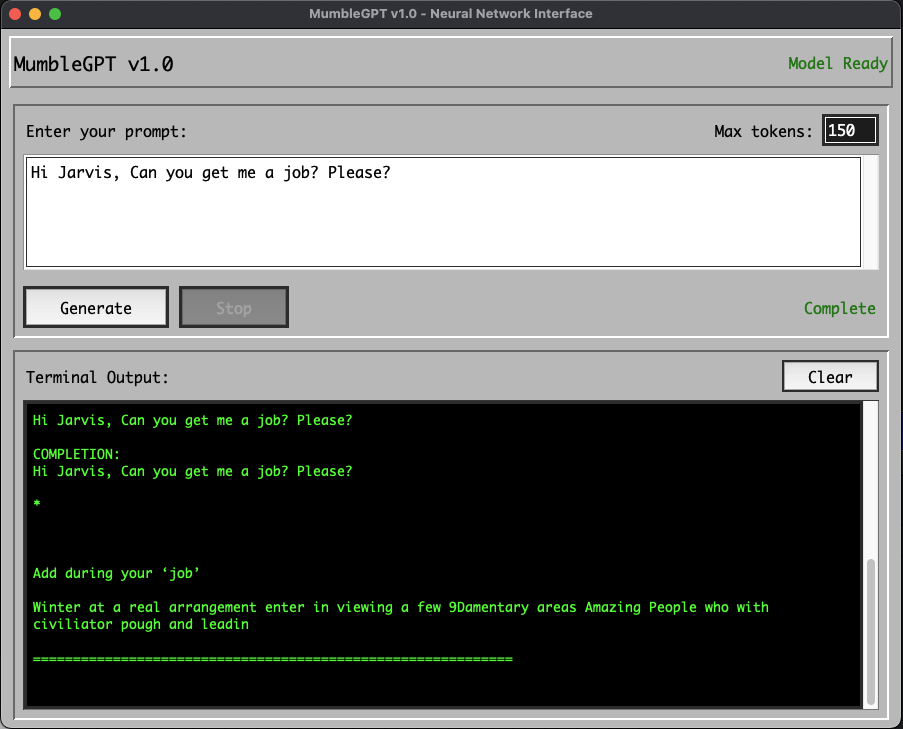 MumbleGPT v1.0 - Neural Network Interface
MumbleGPT v1.0
Model Ready
Enter your prompt:
Max tokens: 150
Hi Jarvis, Can you get me a job? Please?
Generate
Stop
Complete
Terminal Output:
Clear
Hi Jarvis, Can you get me a job? Please?
COMPLETION:
Hi Jarvis, Can you get me a job? Please?
*
Add during your ‘job’
Winter at a real arrangement enter in viewing a few 9Damentary areas Amazing People who with
civiliator pough and leadin
============================================================